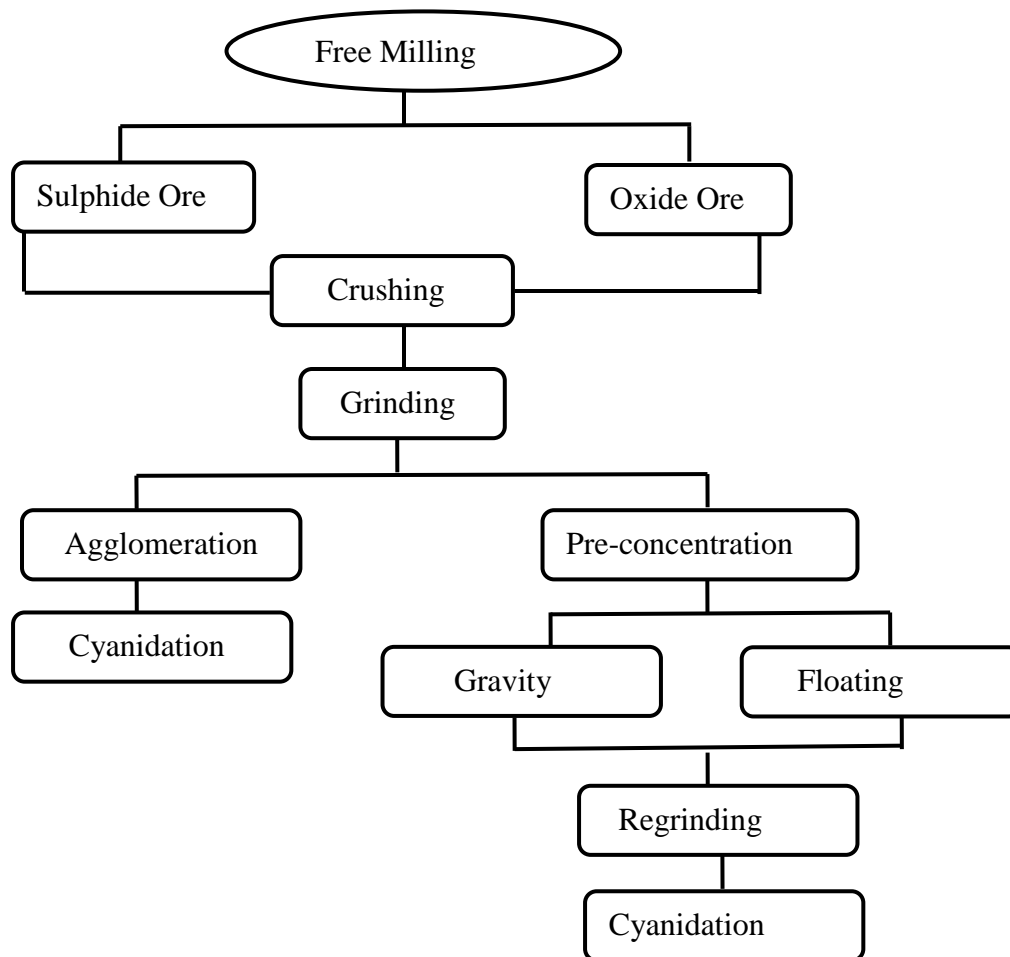 Free Milling
Sulphide Ore
Oxide Ore
Crushing
Grinding
Agglomeration
Pre-concentration
Cyanidation
Gravity
Floating
Regrinding
Cyanidation